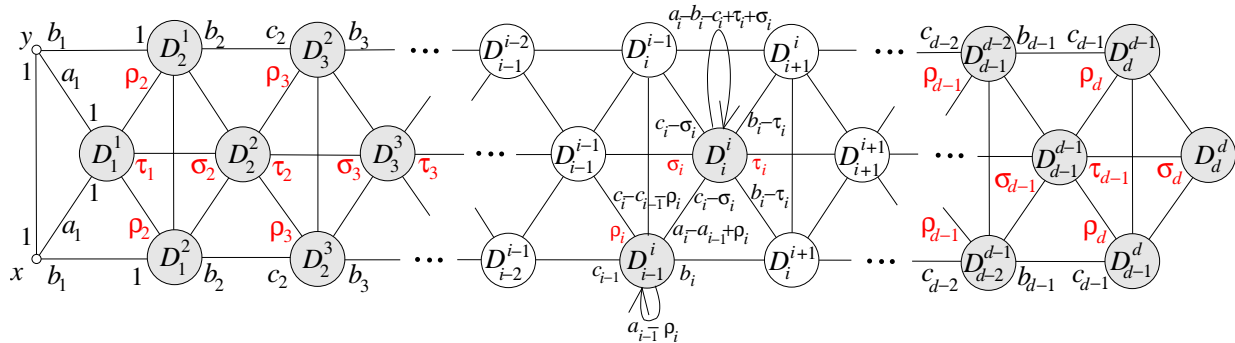 a_i−b_i−c_i+τ_i+σ_i
y b_1 1 D_2^1 b_2 c_2 D_3^2 b_3 ... D_{i−1}^{i−2} D_i^{i−1} D_{i+1}^i ... c_{d−2} D_{d−1}^{d−2} b_{d−1} c_{d−1} D_d^{d−1}
1 a_1 ρ_2 ρ_3 ρ_{d−1} ρ_d
1 c_i−σ_i b_i−τ_i
D_1^1 τ_1 σ_2 D_2^2 τ_2 σ_3 D_3^3 τ_3 ... D_{i−1}^{i−1} σ_i D_i^i τ_i D_{i+1}^{i+1} ... σ_{d−1} D_{d−1}^{d−1} τ_{d−1} σ_d D_d^d
1 c_i−c_{i−1}ρ_i c_i−σ_i b_i−τ_i
1 a_1 ρ_2 ρ_3 ρ_i a_i−a_{i−1}+ρ_i ρ_{d−1} ρ_d
x b_1 1 D_1^2 b_2 c_2 D_2^3 b_3 ... D_{i−2}^{i−1} c_{i−1} D_{i−1}^i b_i D_i^{i+1} ... c_{d−2} D_{d−2}^{d−1} b_{d−1} c_{d−1} D_{d−1}^d
a_{i−1}−ρ_i